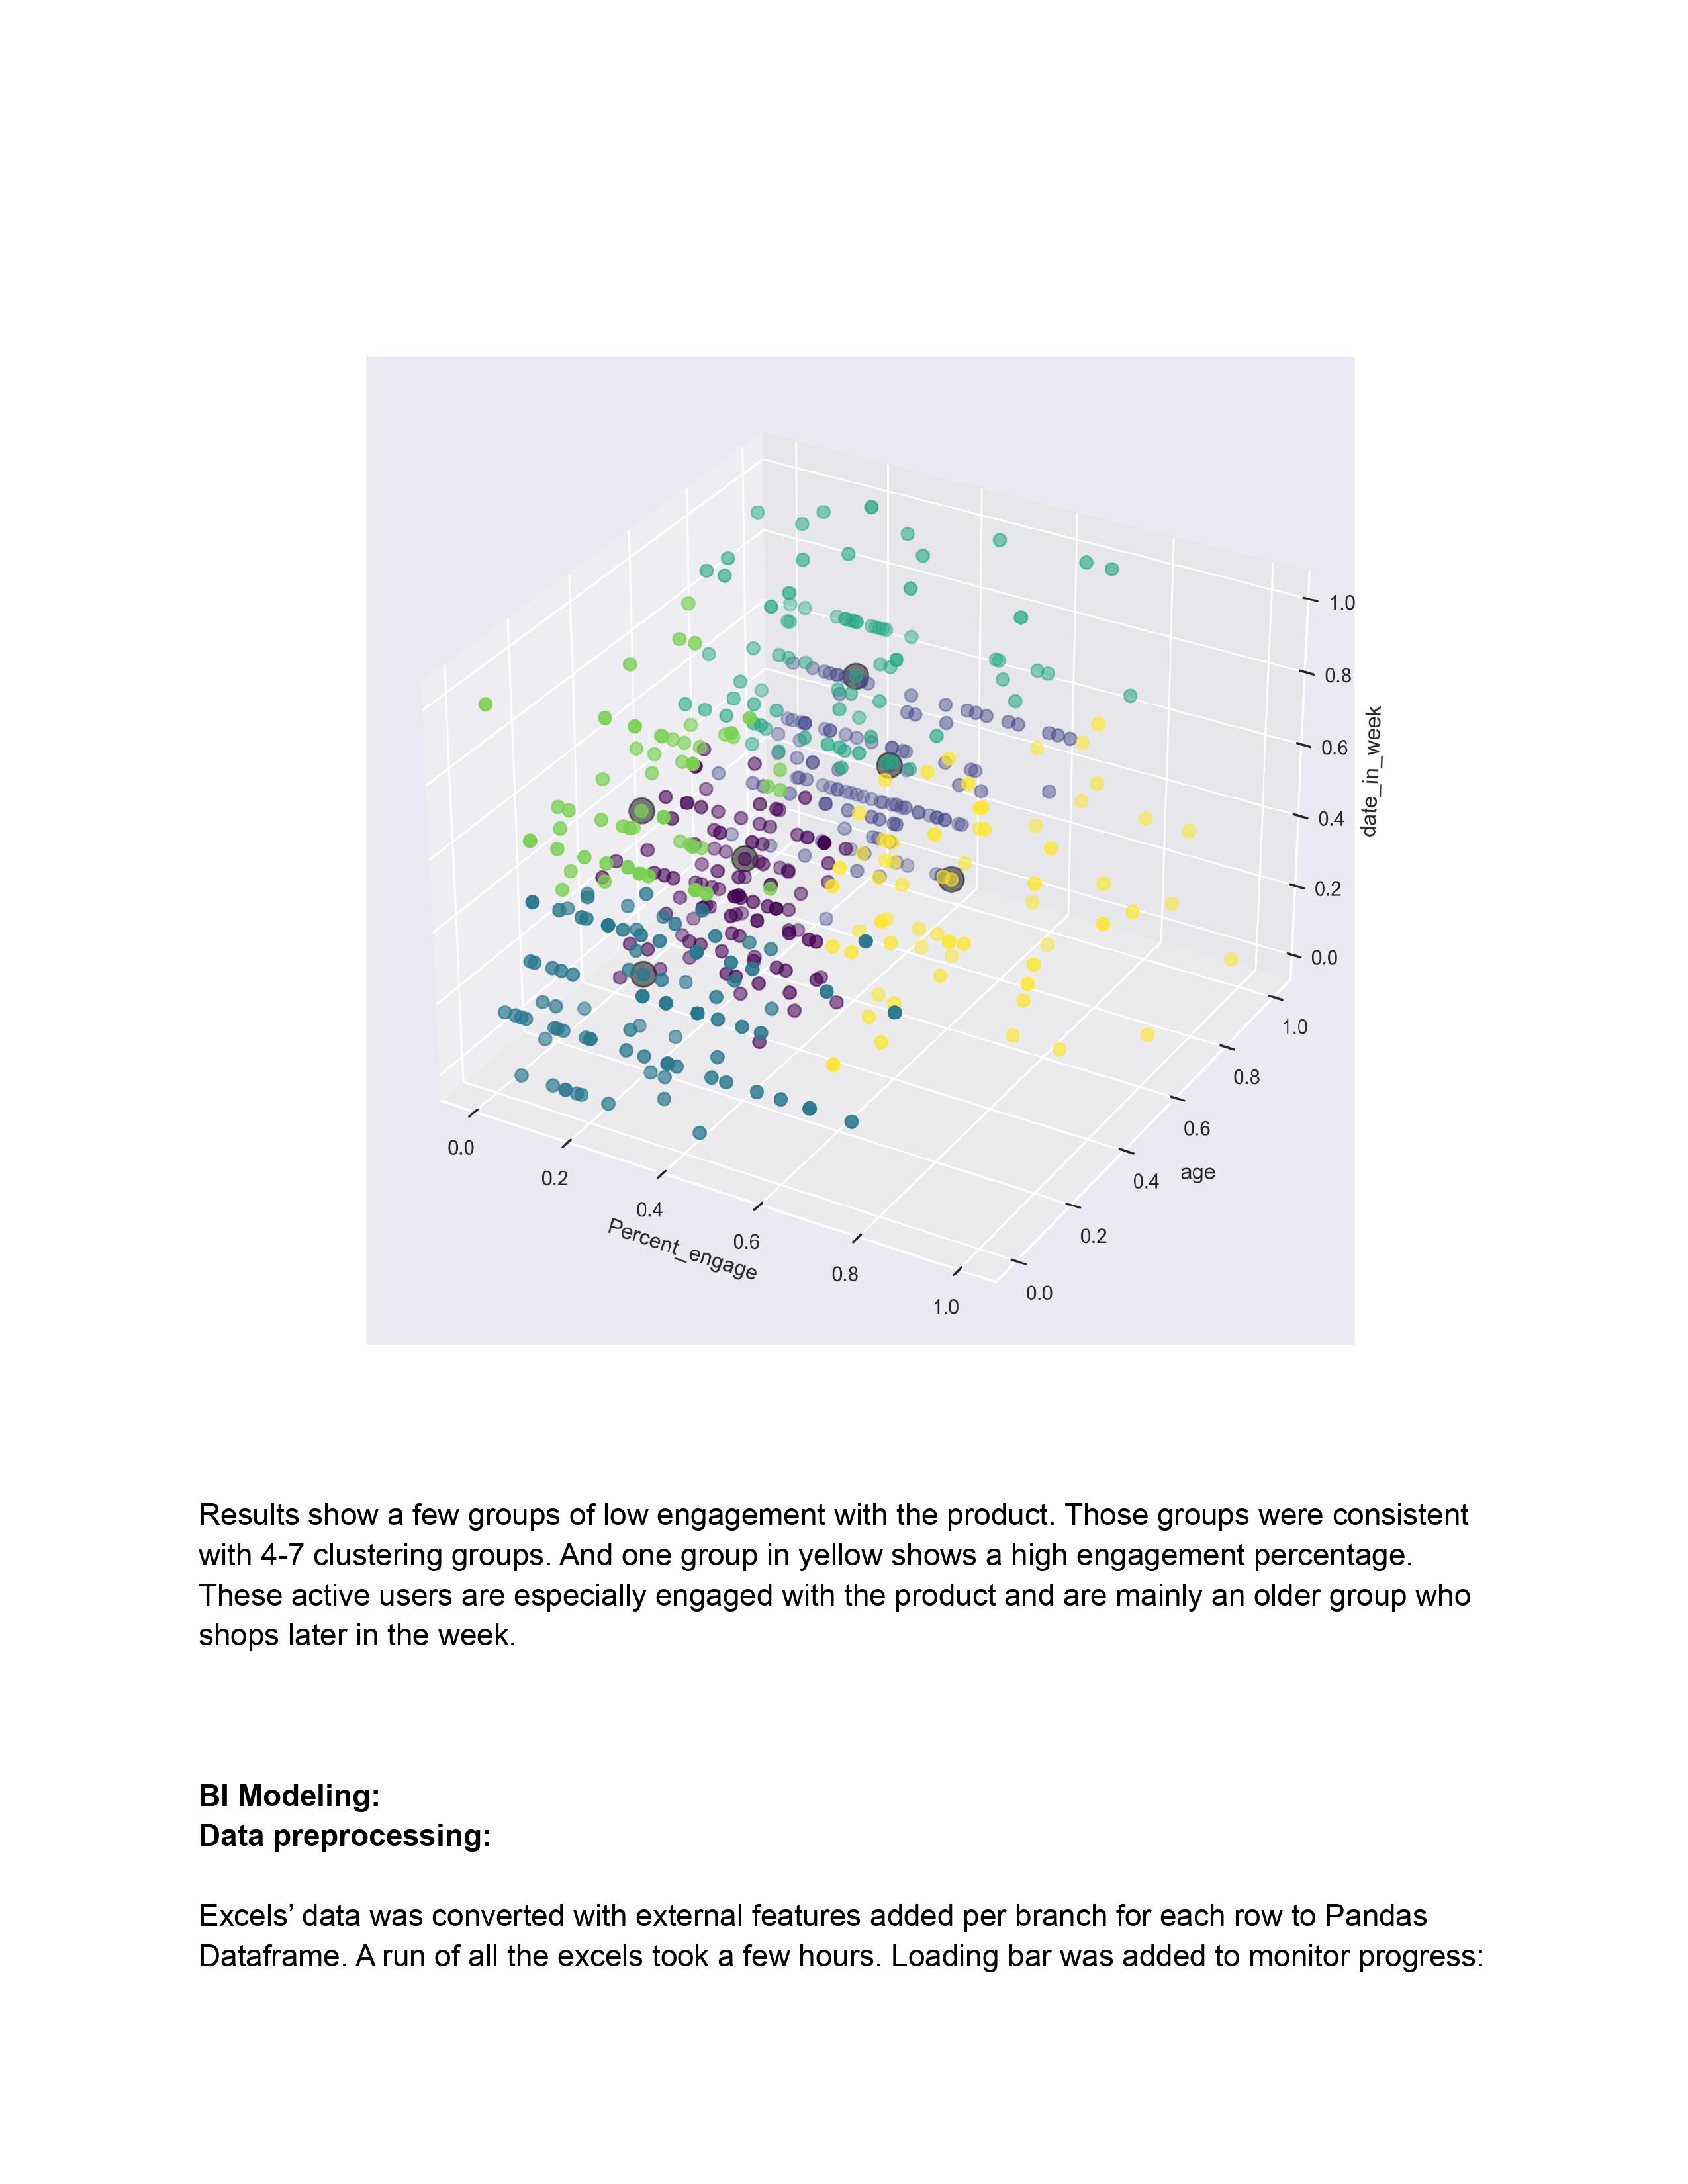 1.0
0.8
0.6
0.4
0.2
0.0
date_in_week
1.0
0.8
0.6
0.4
0.2
0.0
age
0.0
0.2
0.4
0.6
0.8
1.0
Percent_engage
Results show a few groups of low engagement with the product. Those groups were consistent
with 4-7 clustering groups. And one group in yellow shows a high engagement percentage.
These active users are especially engaged with the product and are mainly an older group who
shops later in the week.
BI Modeling:
Data preprocessing:
Excels’ data was converted with external features added per branch for each row to Pandas
Dataframe. A run of all the excels took a few hours. Loading bar was added to monitor progress: